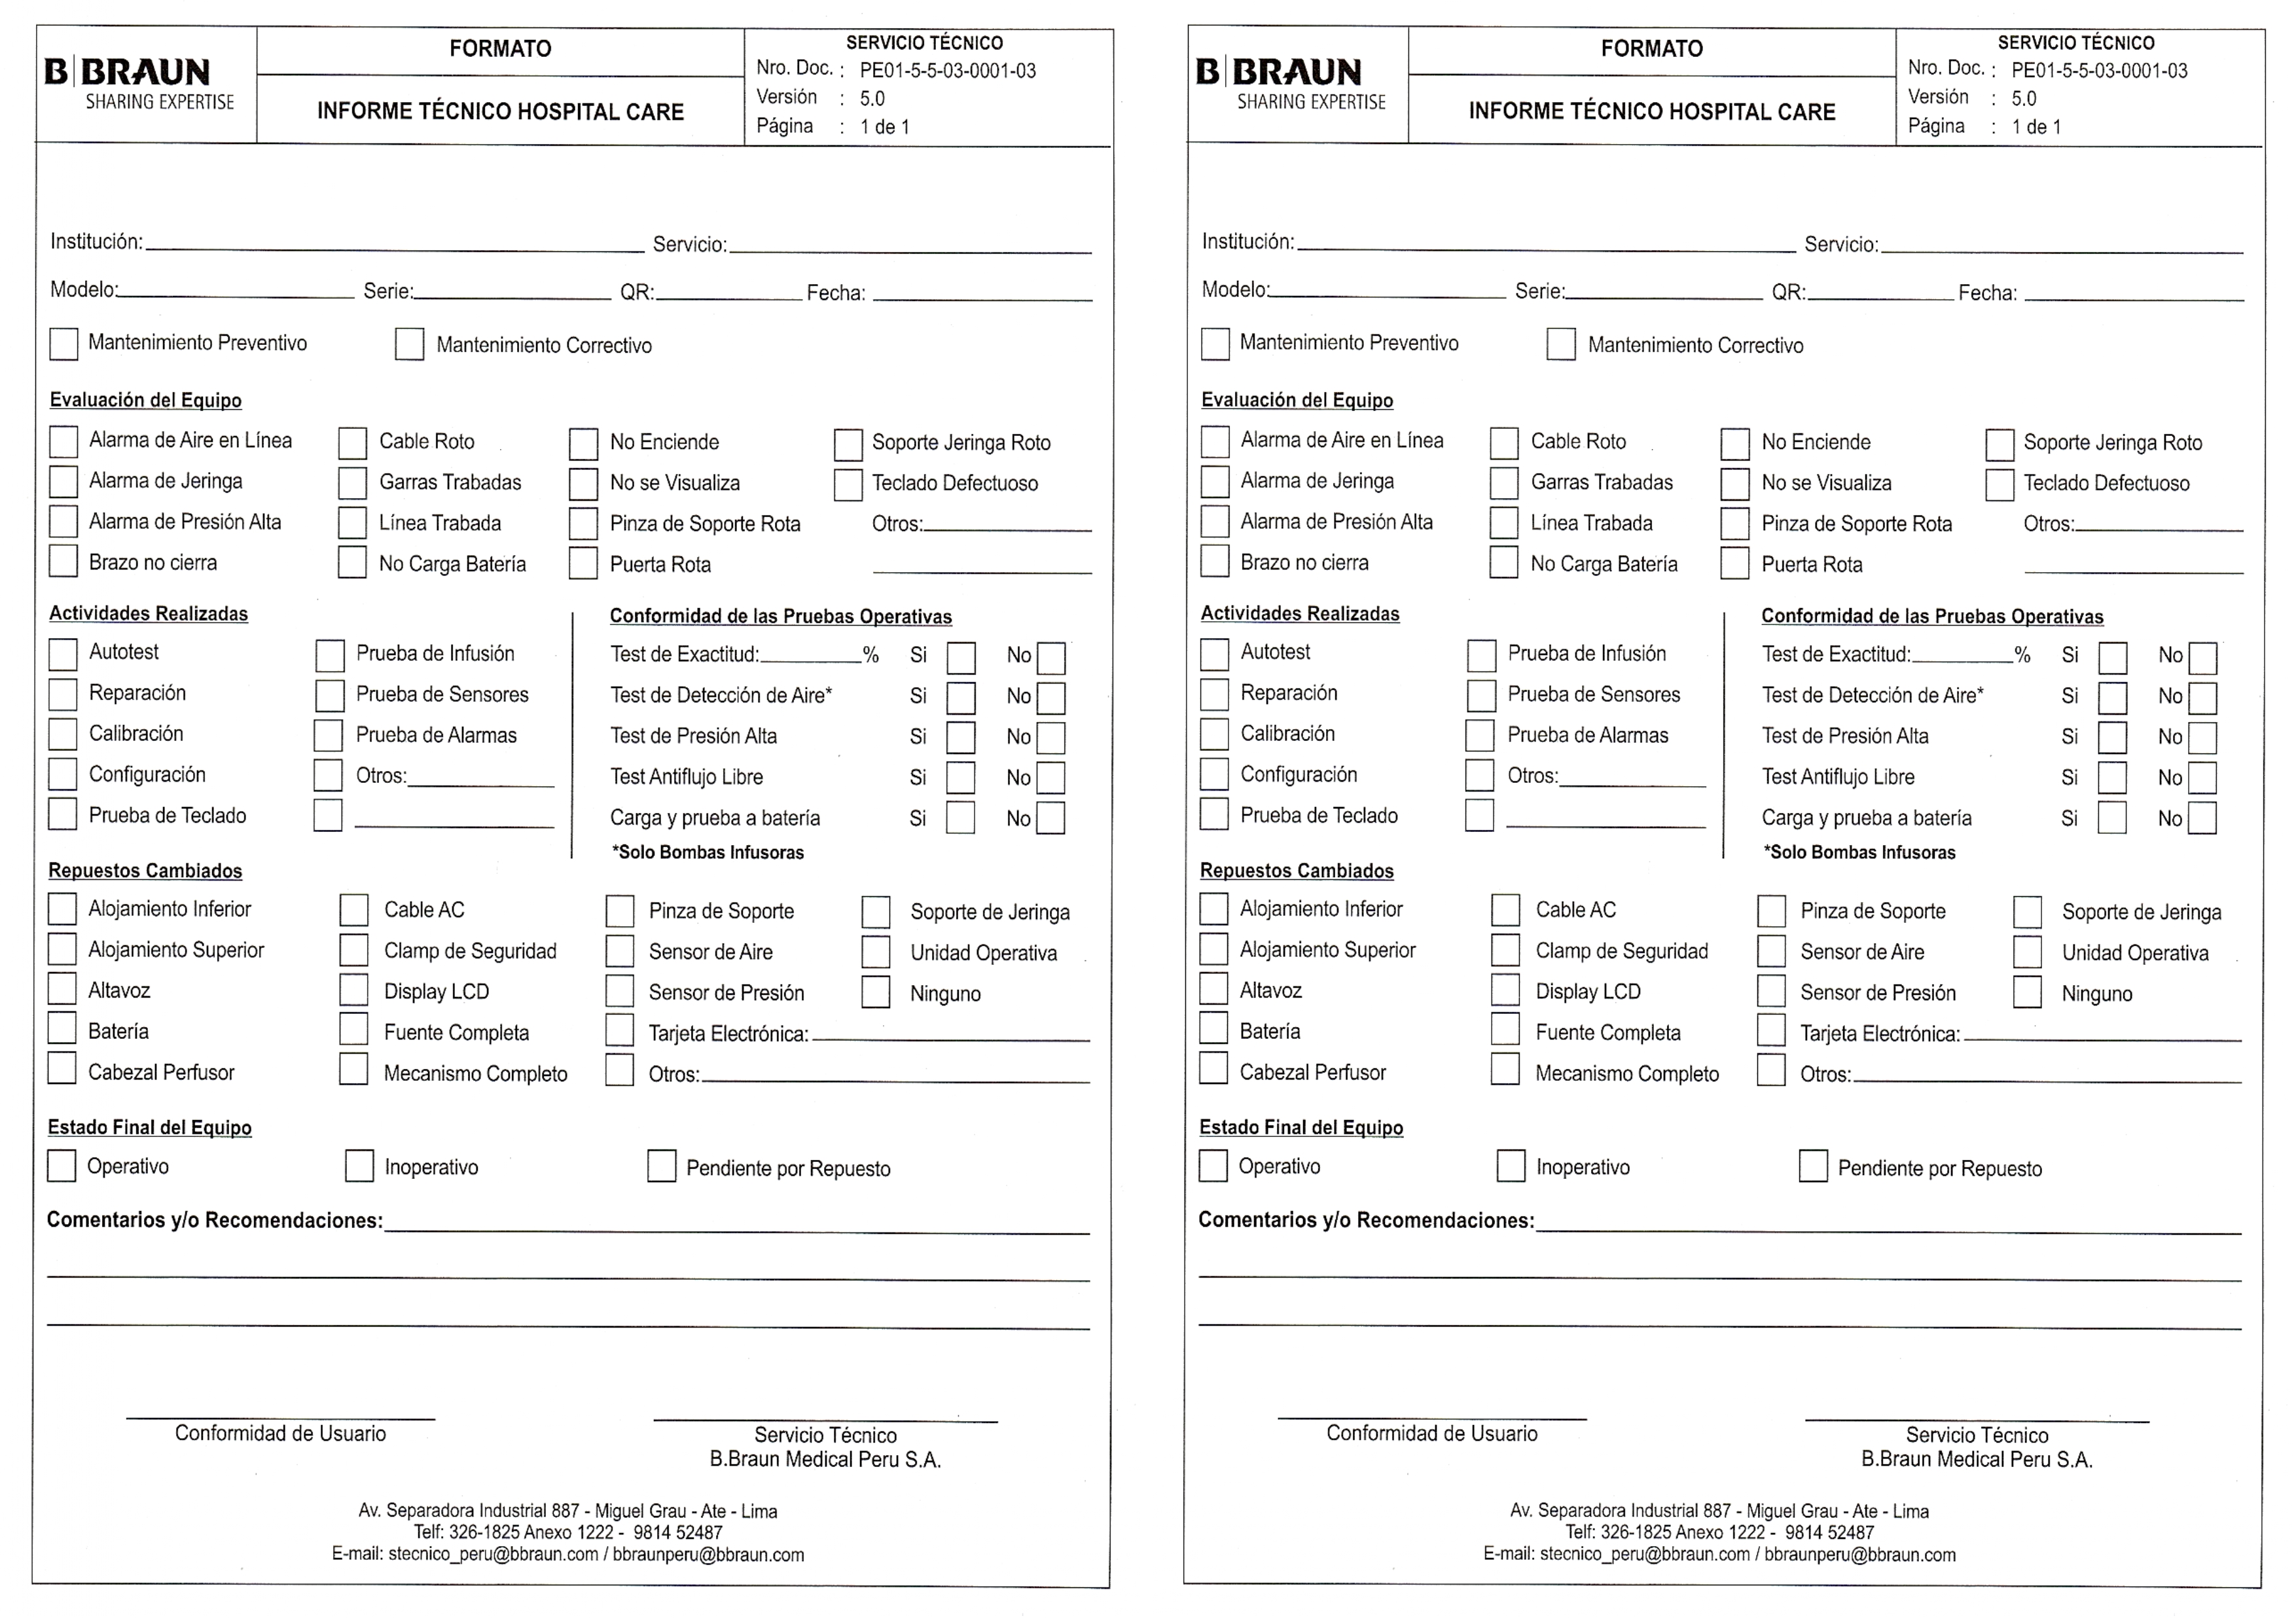 B|BRAUN
SHARING EXPERTISE
FORMATO
INFORME TÉCNICO HOSPITAL CARE
SERVICIO TÉCNICO
Nro. Doc. : PE01-5-5-03-0001-03
Versión : 5.0
Página : 1 de 1
Institución: Servicio:
Modelo: Serie: QR: Fecha:
Mantenimiento Preventivo Mantenimiento Correctivo
Evaluación del Equipo
Alarma de Aire en Línea Cable Roto No Enciende Soporte Jeringa Roto
Alarma de Jeringa Garras Trabadas No se Visualiza Teclado Defectuoso
Alarma de Presión Alta Línea Trabada Pinza de Soporte Rota Otros:
Brazo no cierra No Carga Batería Puerta Rota
Actividades Realizadas
Autotest Prueba de Infusión
Reparación Prueba de Sensores
Calibración Prueba de Alarmas
Configuración Otros:
Prueba de Teclado
Conformidad de las Pruebas Operativas
Test de Exactitud: % Si No
Test de Detección de Aire* Si No
Test de Presión Alta Si No
Test Antiflujo Libre Si No
Carga y prueba a batería Si No
*Solo Bombas Infusoras
Repuestos Cambiados
Alojamiento Inferior Cable AC Pinza de Soporte Soporte de Jeringa
Alojamiento Superior Clamp de Seguridad Sensor de Aire Unidad Operativa
Altavoz Display LCD Sensor de Presión Ninguno
Batería Fuente Completa Tarjeta Electrónica:
Cabezal Perfusor Mecanismo Completo Otros:
Estado Final del Equipo
Operativo Inoperativo Pendiente por Repuesto
Comentarios y/o Recomendaciones:
Conformidad de Usuario
Servicio Técnico
B.Braun Medical Peru S.A.
Av. Separadora Industrial 887 - Miguel Grau - Ate - Lima
Telf: 326-1825 Anexo 1222 - 9814 52487
E-mail: stecnico_peru@bbraun.com / bbraunperu@bbraun.com
B|BRAUN
SHARING EXPERTISE
FORMATO
INFORME TÉCNICO HOSPITAL CARE
SERVICIO TÉCNICO
Nro. Doc. : PE01-5-5-03-0001-03
Versión : 5.0
Página : 1 de 1
Institución: Servicio:
Modelo: Serie: QR: Fecha:
Mantenimiento Preventivo Mantenimiento Correctivo
Evaluación del Equipo
Alarma de Aire en Línea Cable Roto No Enciende Soporte Jeringa Roto
Alarma de Jeringa Garras Trabadas No se Visualiza Teclado Defectuoso
Alarma de Presión Alta Línea Trabada Pinza de Soporte Rota Otros:
Brazo no cierra No Carga Batería Puerta Rota
Actividades Realizadas
Autotest Prueba de Infusión
Reparación Prueba de Sensores
Calibración Prueba de Alarmas
Configuración Otros:
Prueba de Teclado
Conformidad de las Pruebas Operativas
Test de Exactitud: % Si No
Test de Detección de Aire* Si No
Test de Presión Alta Si No
Test Antiflujo Libre Si No
Carga y prueba a batería Si No
*Solo Bombas Infusoras
Repuestos Cambiados
Alojamiento Inferior Cable AC Pinza de Soporte Soporte de Jeringa
Alojamiento Superior Clamp de Seguridad Sensor de Aire Unidad Operativa
Altavoz Display LCD Sensor de Presión Ninguno
Batería Fuente Completa Tarjeta Electrónica:
Cabezal Perfusor Mecanismo Completo Otros:
Estado Final del Equipo
Operativo Inoperativo Pendiente por Repuesto
Comentarios y/o Recomendaciones:
Conformidad de Usuario
Servicio Técnico
B.Braun Medical Peru S.A.
Av. Separadora Industrial 887 - Miguel Grau - Ate - Lima
Telf: 326-1825 Anexo 1222 - 9814 52487
E-mail: stecnico_peru@bbraun.com / bbraunperu@bbraun.com